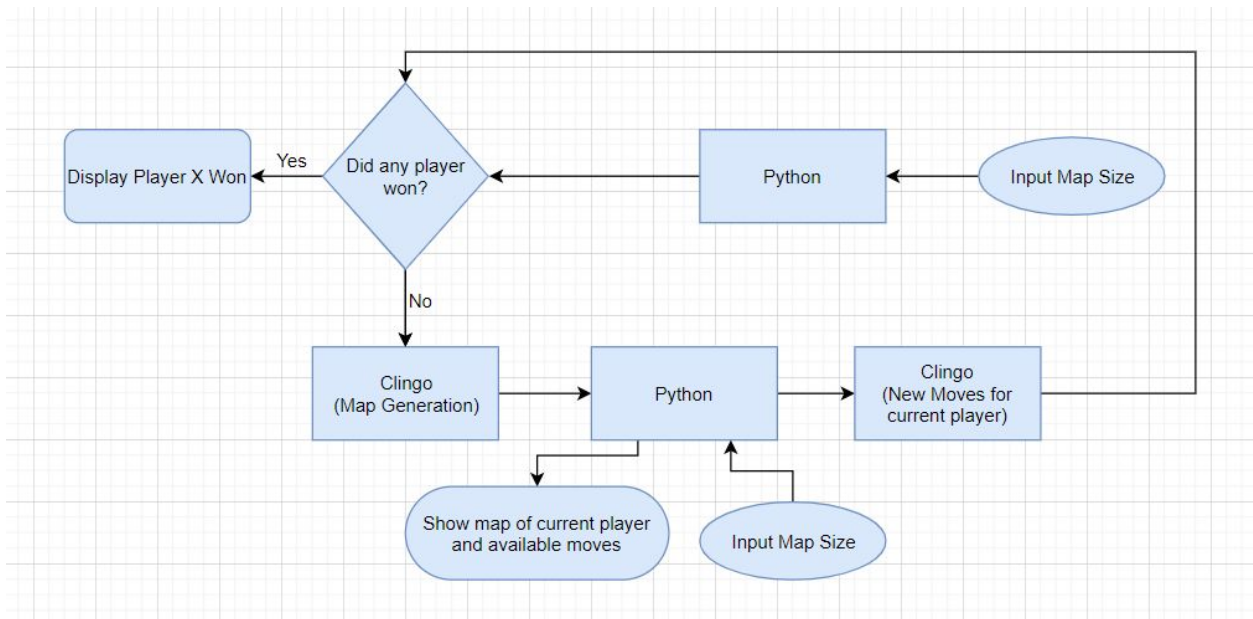 Display Player X Won
Yes
Did any player
won?
Python
Input Map Size
No
Clingo
(Map Generation)
Python
Clingo
(New Moves for
current player)
Show map of current player
and available moves
Input Map Size